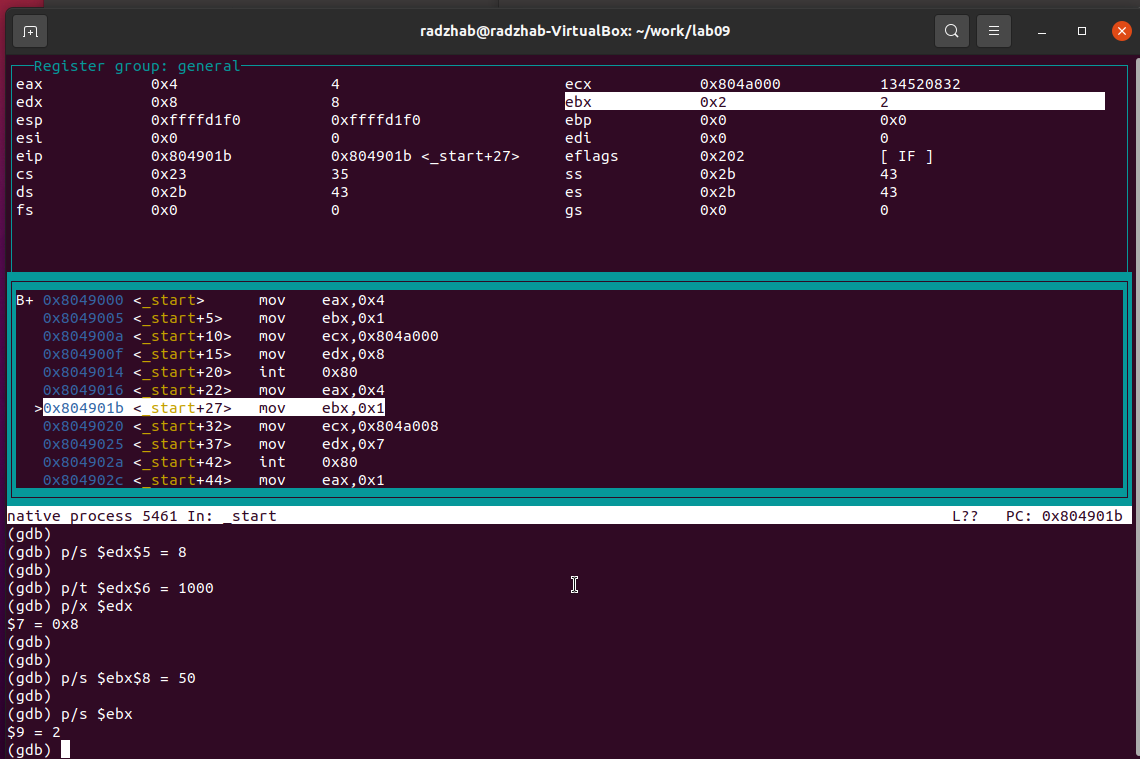 radzhab@radzhab-VirtualBox: ~/work/lab09
Register group: general
eax 0x4 4 ecx 0x804a000 134520832
edx 0x8 8 ebx 0x2 2
esp 0xffffd1f0 0xffffd1f0 ebp 0x0 0x0
esi 0x0 0 edi 0x0 0
eip 0x804901b 0x804901b <_start+27> eflags 0x202 [ IF ]
cs 0x23 35 ss 0x2b 43
ds 0x2b 43 es 0x2b 43
fs 0x0 0 gs 0x0 0
B+ 0x8049000 <_start> mov eax,0x4
0x8049005 <_start+5> mov ebx,0x1
0x804900a <_start+10> mov ecx,0x804a000
0x804900f <_start+15> mov edx,0x8
0x8049014 <_start+20> int 0x80
0x8049016 <_start+22> mov eax,0x4
>0x804901b <_start+27> mov ebx,0x1
0x8049020 <_start+32> mov ecx,0x804a008
0x8049025 <_start+37> mov edx,0x7
0x804902a <_start+42> int 0x80
0x804902c <_start+44> mov eax,0x1
native process 5461 In: _start L?? PC: 0x804901b
(gdb)
(gdb) p/s $edx$5 = 8
(gdb)
(gdb) p/t $edx$6 = 1000
(gdb) p/x $edx
$7 = 0x8
(gdb)
(gdb)
(gdb) p/s $ebx$8 = 50
(gdb)
(gdb) p/s $ebx
$9 = 2
(gdb)